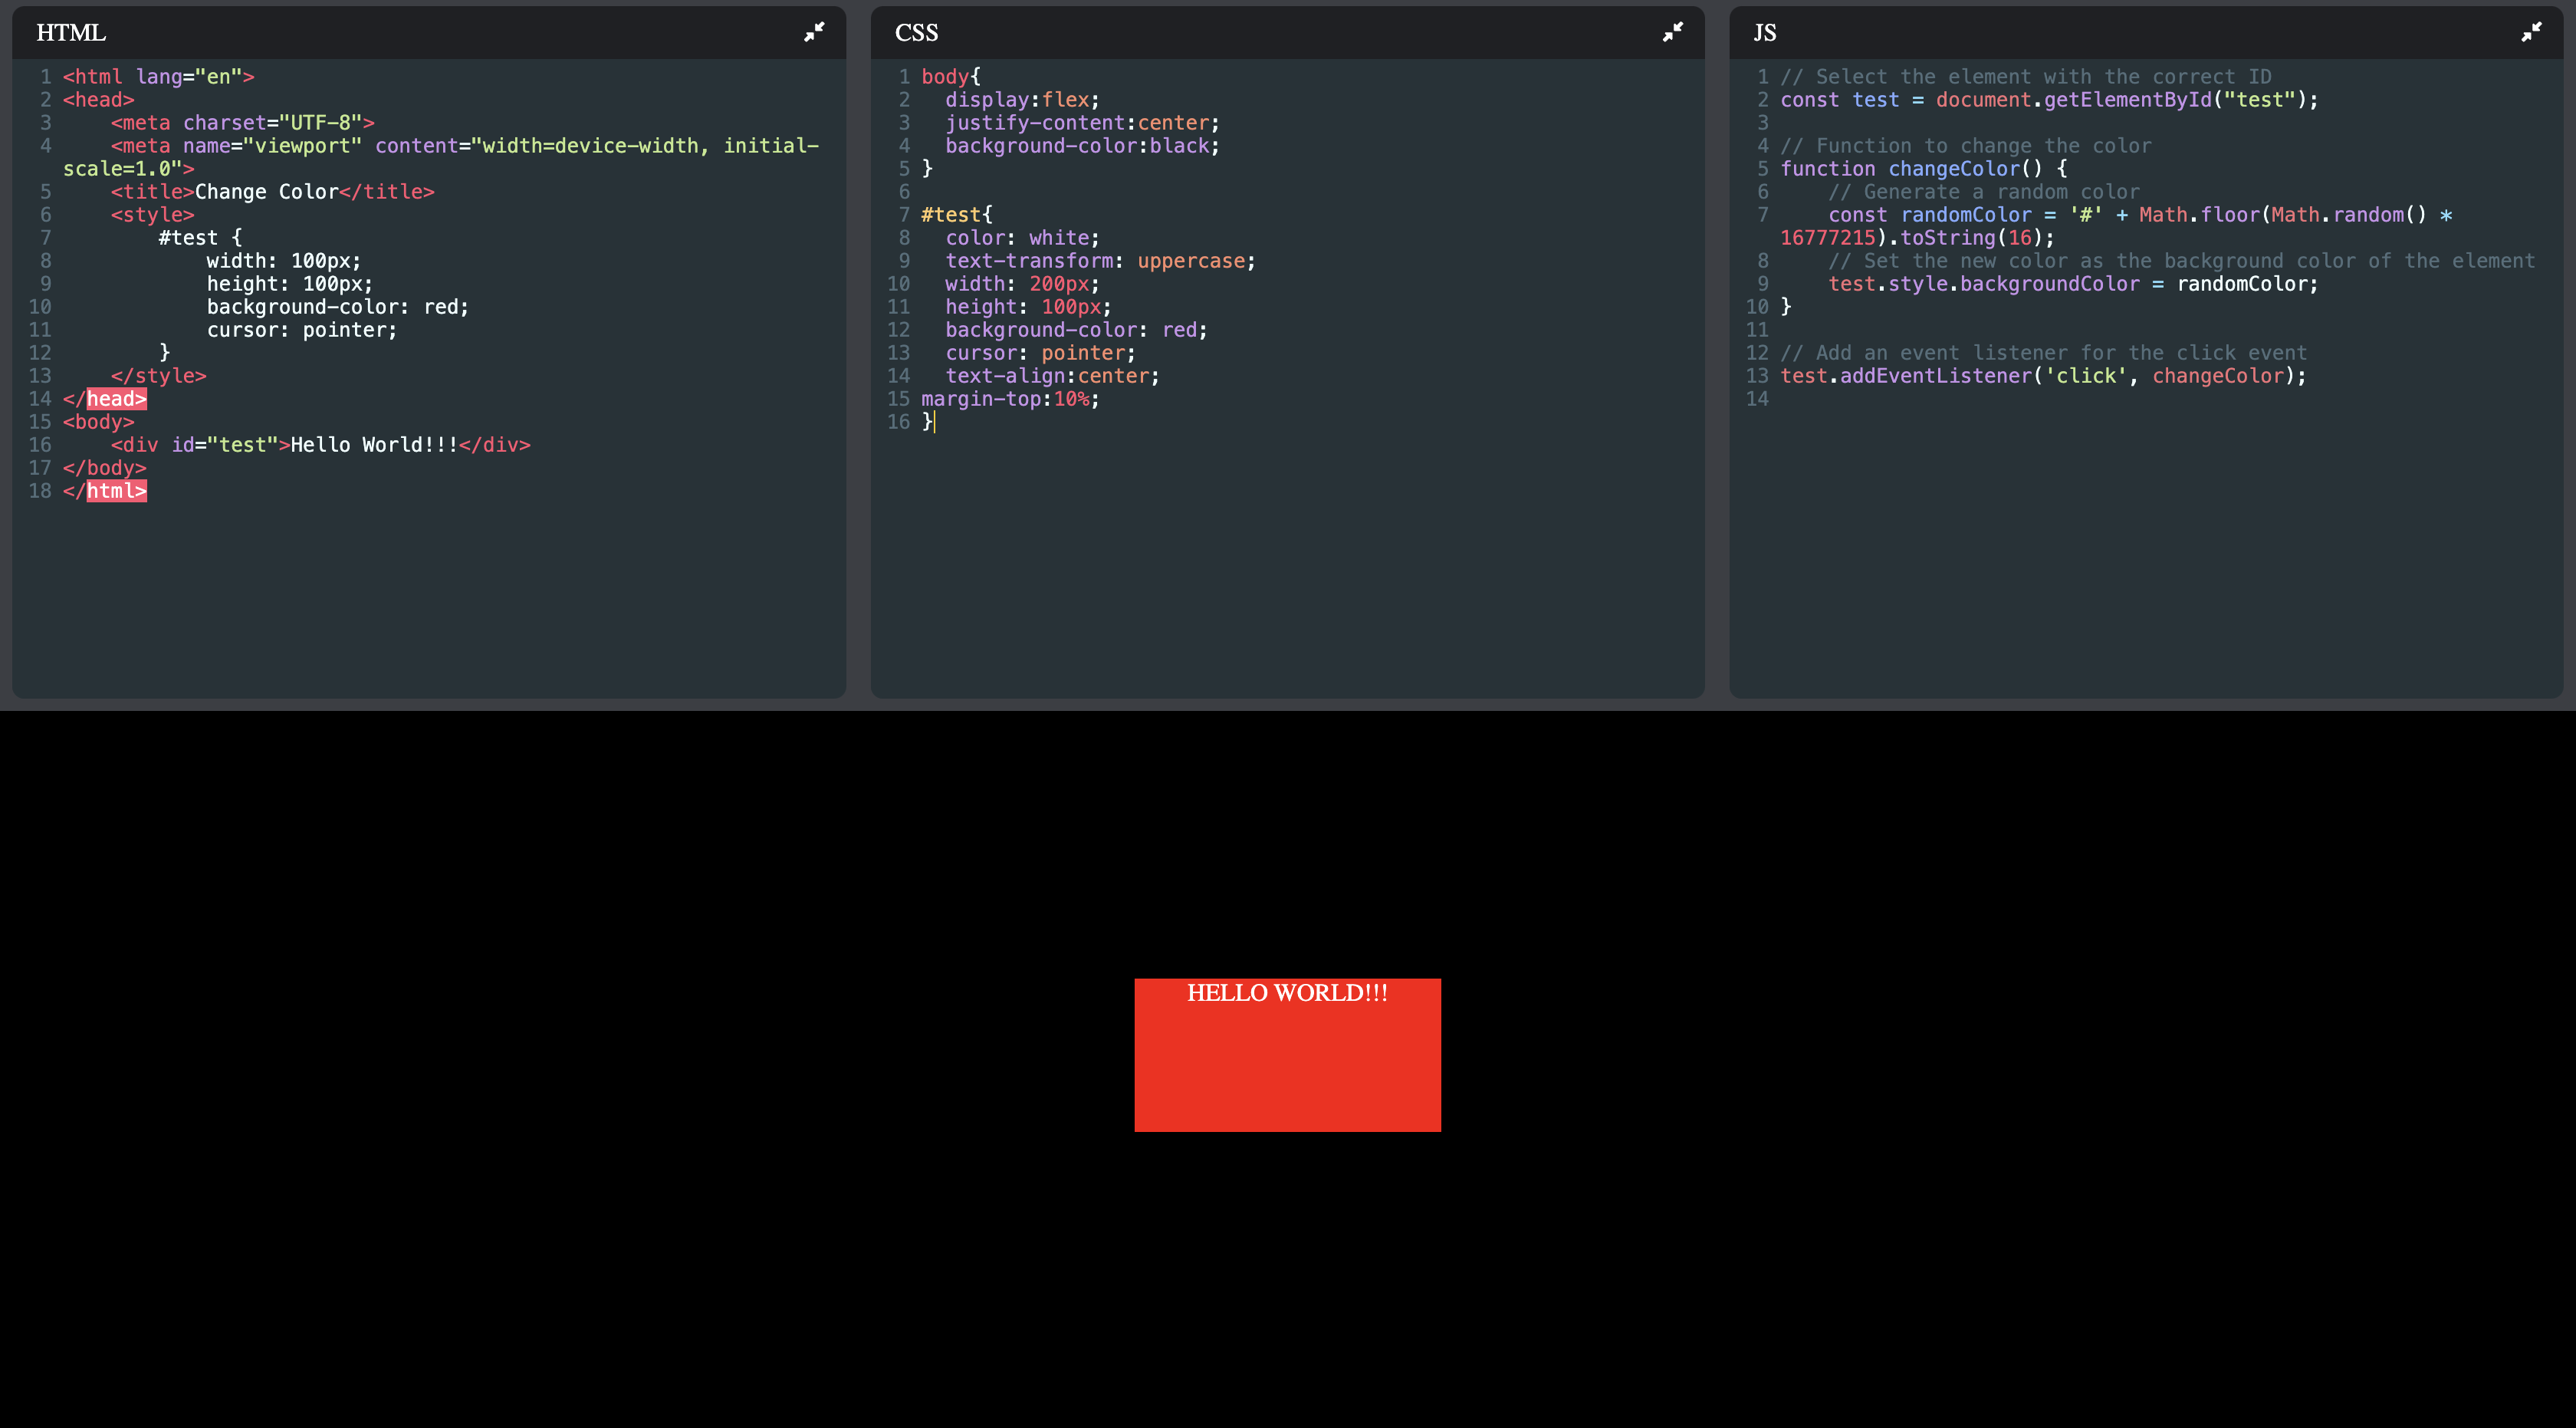 HTML
1 <html lang="en">
2 <head>
3     <meta charset="UTF-8">
4     <meta name="viewport" content="width=device-width, initial-
scale=1.0">
5     <title>Change Color</title>
6     <style>
7         #test {
8             width: 100px;
9             height: 100px;
10             background-color: red;
11             cursor: pointer;
12         }
13     </style>
14 </head>
15 <body>
16     <div id="test">Hello World!!!</div>
17 </body>
18 </html>
CSS
1 body{
2   display:flex;
3   justify-content:center;
4   background-color:black;
5 }
6
7 #test{
8   color: white;
9   text-transform: uppercase;
10   width: 200px;
11   height: 100px;
12   background-color: red;
13   cursor: pointer;
14   text-align:center;
15 margin-top:10%;
16 }
JS
1 // Select the element with the correct ID
2 const test = document.getElementById("test");
3
4 // Function to change the color
5 function changeColor() {
6     // Generate a random color
7     const randomColor = '#' + Math.floor(Math.random() *
16777215).toString(16);
8     // Set the new color as the background color of the element
9     test.style.backgroundColor = randomColor;
10 }
11
12 // Add an event listener for the click event
13 test.addEventListener('click', changeColor);
14
HELLO WORLD!!!